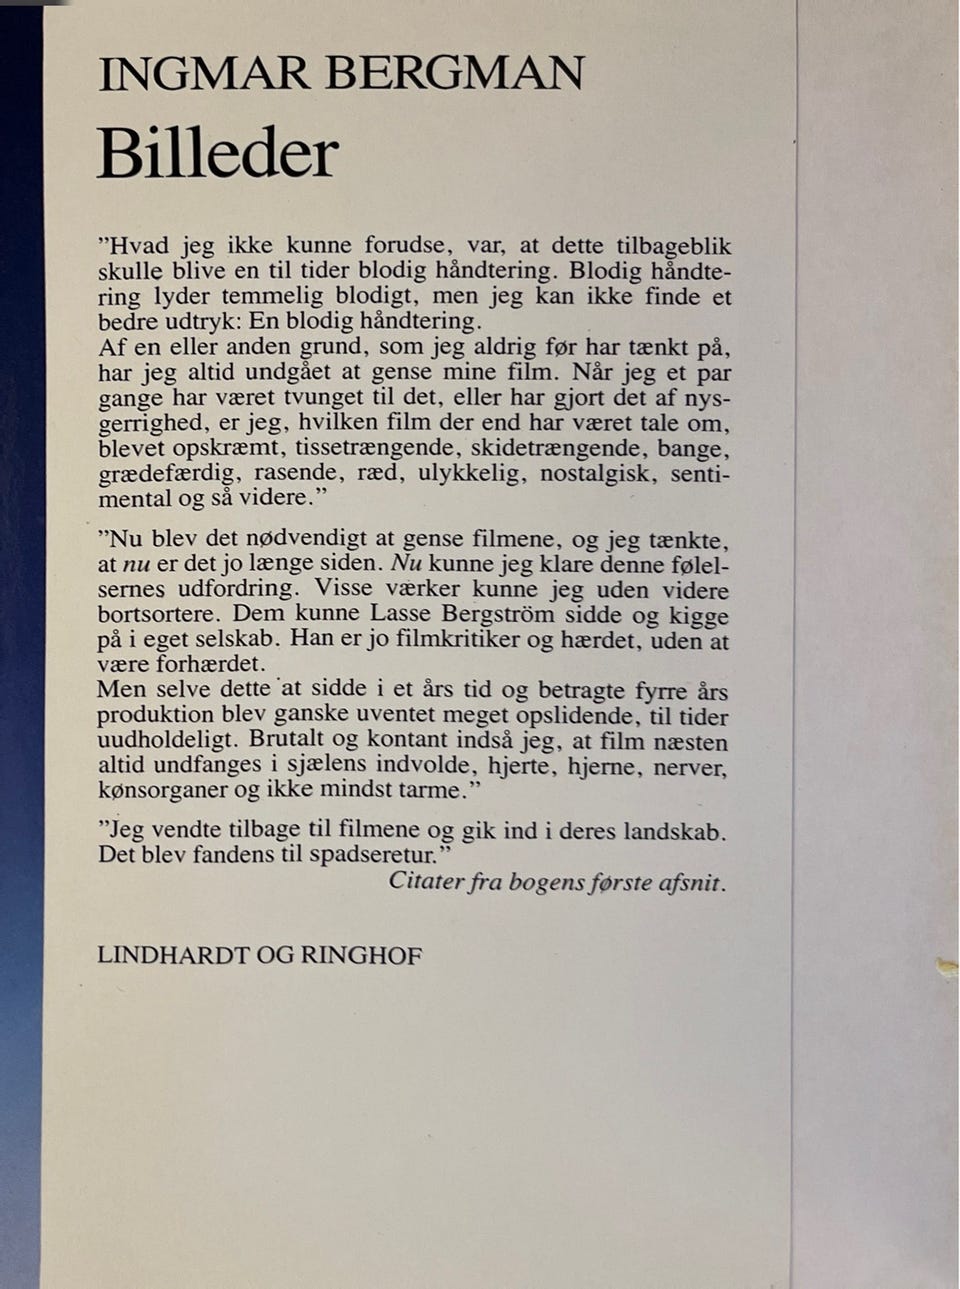 INGMAR BERGMAN
Billeder
”Hvad jeg ikke kunne forudse, var, at dette tilbageblik
skulle blive en til tider blodig håndtering. Blodig håndte-
ring lyder temmelig blodigt, men jeg kan ikke finde et
bedre udtryk: En blodig håndtering.
Af en eller anden grund, som jeg aldrig før har tænkt på,
har jeg altid undgået at gense mine film. Når jeg et par
gange har været tvunget til det, eller har gjort det af nys-
gerrighed, er jeg, hvilken film der end har været tale om,
blevet opskræmt, tissetrængende, skidetrængende, bange,
grædefærdig, rasende, ræd, ulykkelig, nostalgisk, senti-
mental og så videre.”
”Nu blev det nødvendigt at gense filmene, og jeg tænkte,
at nu er det jo længe siden. Nu kunne jeg klare denne følel-
sernes udfordring. Visse værker kunne jeg uden videre
bortsortere. Dem kunne Lasse Bergström sidde og kigge
på i eget selskab. Han er jo filmkritiker og hærdet, uden at
være forhærdet.
Men selve dette at sidde i et års tid og betragte fyrre års
produktion blev ganske uventet meget opslidende, til tider
uudholdeligt. Brutalt og kontant indså jeg, at film næsten
altid undfanges i sjælens indvolde, hjerte, hjerne, nerver,
kønsorganer og ikke mindst tarme.”
”Jeg vendte tilbage til filmene og gik ind i deres landskab.
Det blev fandens til spadseretur.”
Citater fra bogens første afsnit.
LINDHARDT OG RINGHOF